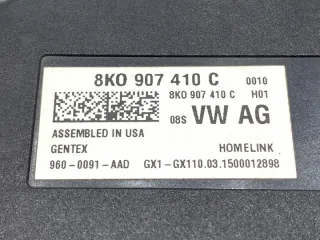 8K0 907 410 C 0010
8K0 907 410 C H01
08S VW AG
ASSEMBLED IN USA
GENTEX HOMELINK
960-0091-AAD GX1-GX110.03.1500012898